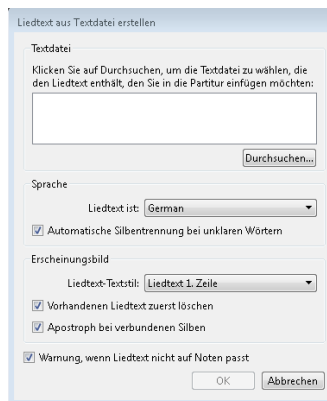 Liedtext aus Textdatei erstellen
Textdatei
Klicken Sie auf Durchsuchen, um die Textdatei zu wählen, die
den Liedtext enthält, den Sie in die Partitur einfügen möchten:
Durchsuchen...
Sprache
Liedtext ist: German
Automatische Silbentrennung bei unklaren Wörtern
Erscheinungsbild
Liedtext-Textstil: Liedtext 1. Zeile
Vorhandenen Liedtext zuerst löschen
Apostroph bei verbundenen Silben
Warnung, wenn Liedtext nicht auf Noten passt
OK Abbrechen